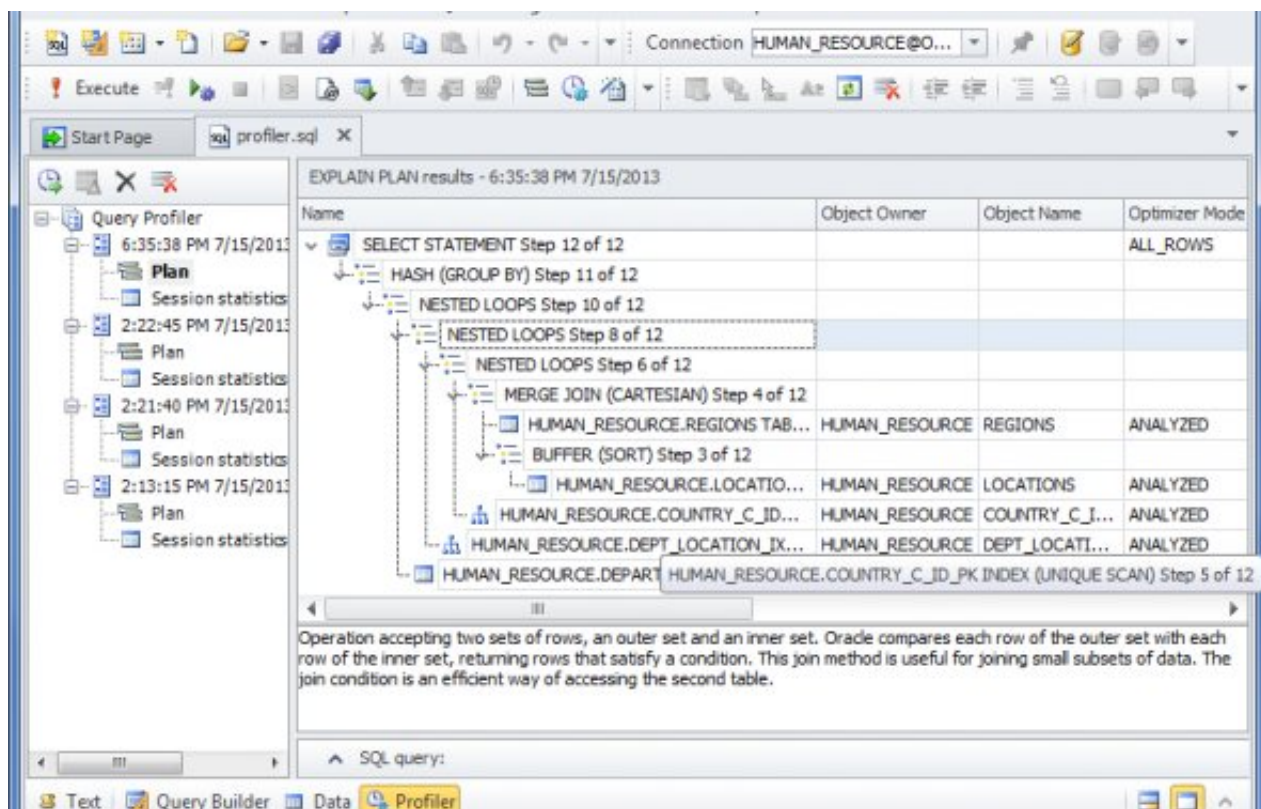 SQL
Connection HUMAN_RESOURCE@O...
Execute
Start Page
SQL profiler.sql
EXPLAIN PLAN results - 6:35:38 PM 7/15/2013
Query Profiler
6:35:38 PM 7/15/2013
Plan
Session statistics
2:22:45 PM 7/15/2013
Plan
Session statistics
2:21:40 PM 7/15/2013
Plan
Session statistics
2:13:15 PM 7/15/2013
Plan
Session statistics
Name Object Owner Object Name Optimizer Mode
SELECT STATEMENT Step 12 of 12 ALL_ROWS
HASH (GROUP BY) Step 11 of 12
NESTED LOOPS Step 10 of 12
NESTED LOOPS Step 8 of 12
NESTED LOOPS Step 6 of 12
MERGE JOIN (CARTESIAN) Step 4 of 12
HUMAN_RESOURCE.REGIONS TAB... HUMAN_RESOURCE REGIONS ANALYZED
BUFFER (SORT) Step 3 of 12
HUMAN_RESOURCE.LOCATIO... HUMAN_RESOURCE LOCATIONS ANALYZED
HUMAN_RESOURCE.COUNTRY_C_ID... HUMAN_RESOURCE COUNTRY_C_I... ANALYZED
HUMAN_RESOURCE.DEPT_LOCATION_IX... HUMAN_RESOURCE DEPT_LOCATI... ANALYZED
HUMAN_RESOURCE.DEPART
HUMAN_RESOURCE.COUNTRY_C_ID_PK INDEX (UNIQUE SCAN) Step 5 of 12
Operation accepting two sets of rows, an outer set and an inner set. Oracle compares each row of the outer set with each
row of the inner set, returning rows that satisfy a condition. This join method is useful for joining small subsets of data. The
join condition is an efficient way of accessing the second table.
SQL query:
Text Query Builder Data Profiler